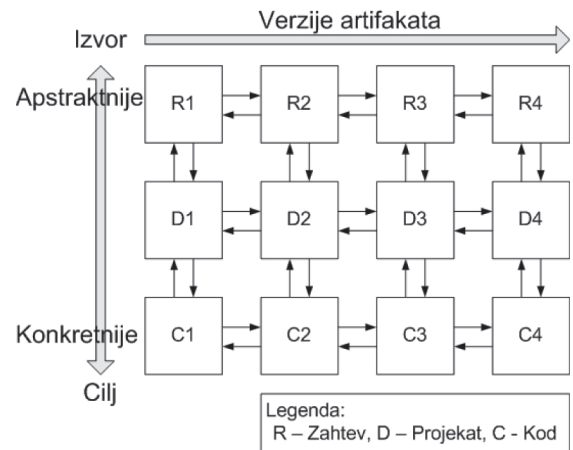 Verzije artifakata
Izvor
Apstraktnije
R1 R2 R3 R4
D1 D2 D3 D4
Konkretnije
C1 C2 C3 C4
Cilj
Legenda:
R – Zahtev, D – Projekat, C - Kod